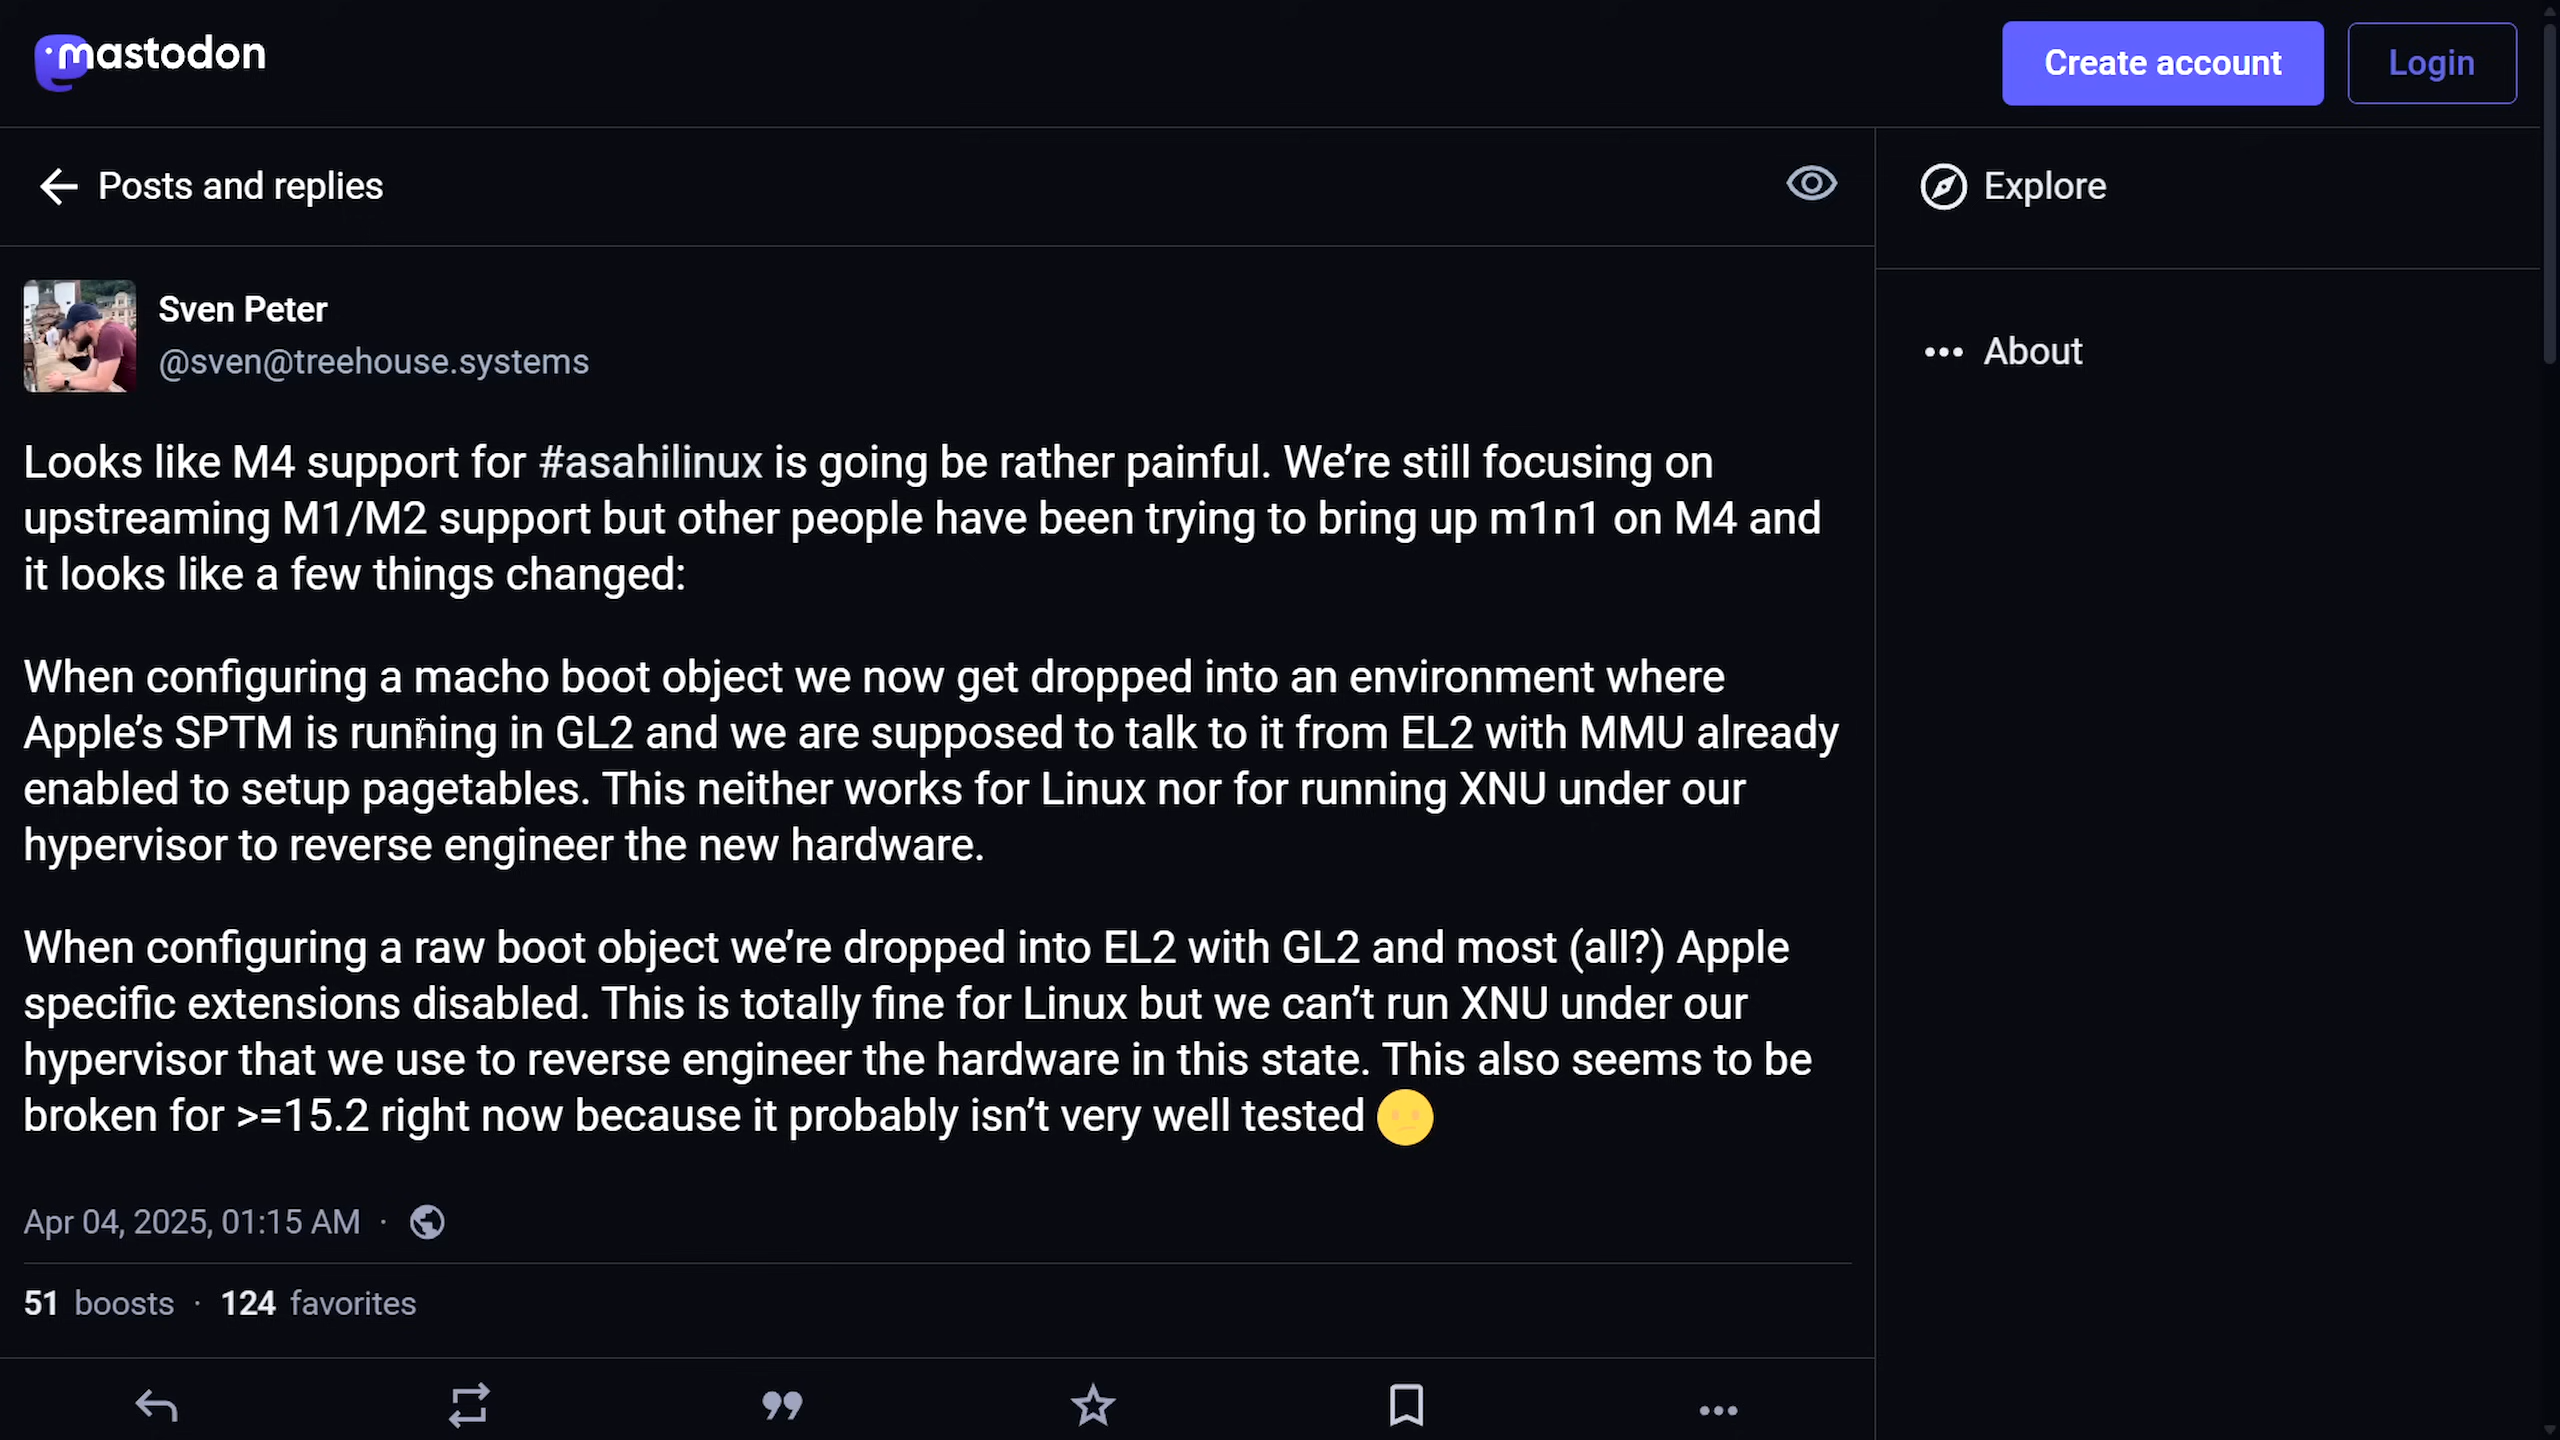 mastodon
Create account
Login
Posts and replies
Explore
About
Sven Peter
@sven@treehouse.systems
Looks like M4 support for #asahilinux is going be rather painful. We’re still focusing on
upstreaming M1/M2 support but other people have been trying to bring up m1n1 on M4 and
it looks like a few things changed:
When configuring a macho boot object we now get dropped into an environment where
Apple’s SPTM is running in GL2 and we are supposed to talk to it from EL2 with MMU already
enabled to setup pagetables. This neither works for Linux nor for running XNU under our
hypervisor to reverse engineer the new hardware.
When configuring a raw boot object we’re dropped into EL2 with GL2 and most (all?) Apple
specific extensions disabled. This is totally fine for Linux but we can’t run XNU under our
hypervisor that we use to reverse engineer the hardware in this state. This also seems to be
broken for >=15.2 right now because it probably isn’t very well tested 🫤
Apr 04, 2025, 01:15 AM ·
51 boosts · 124 favorites